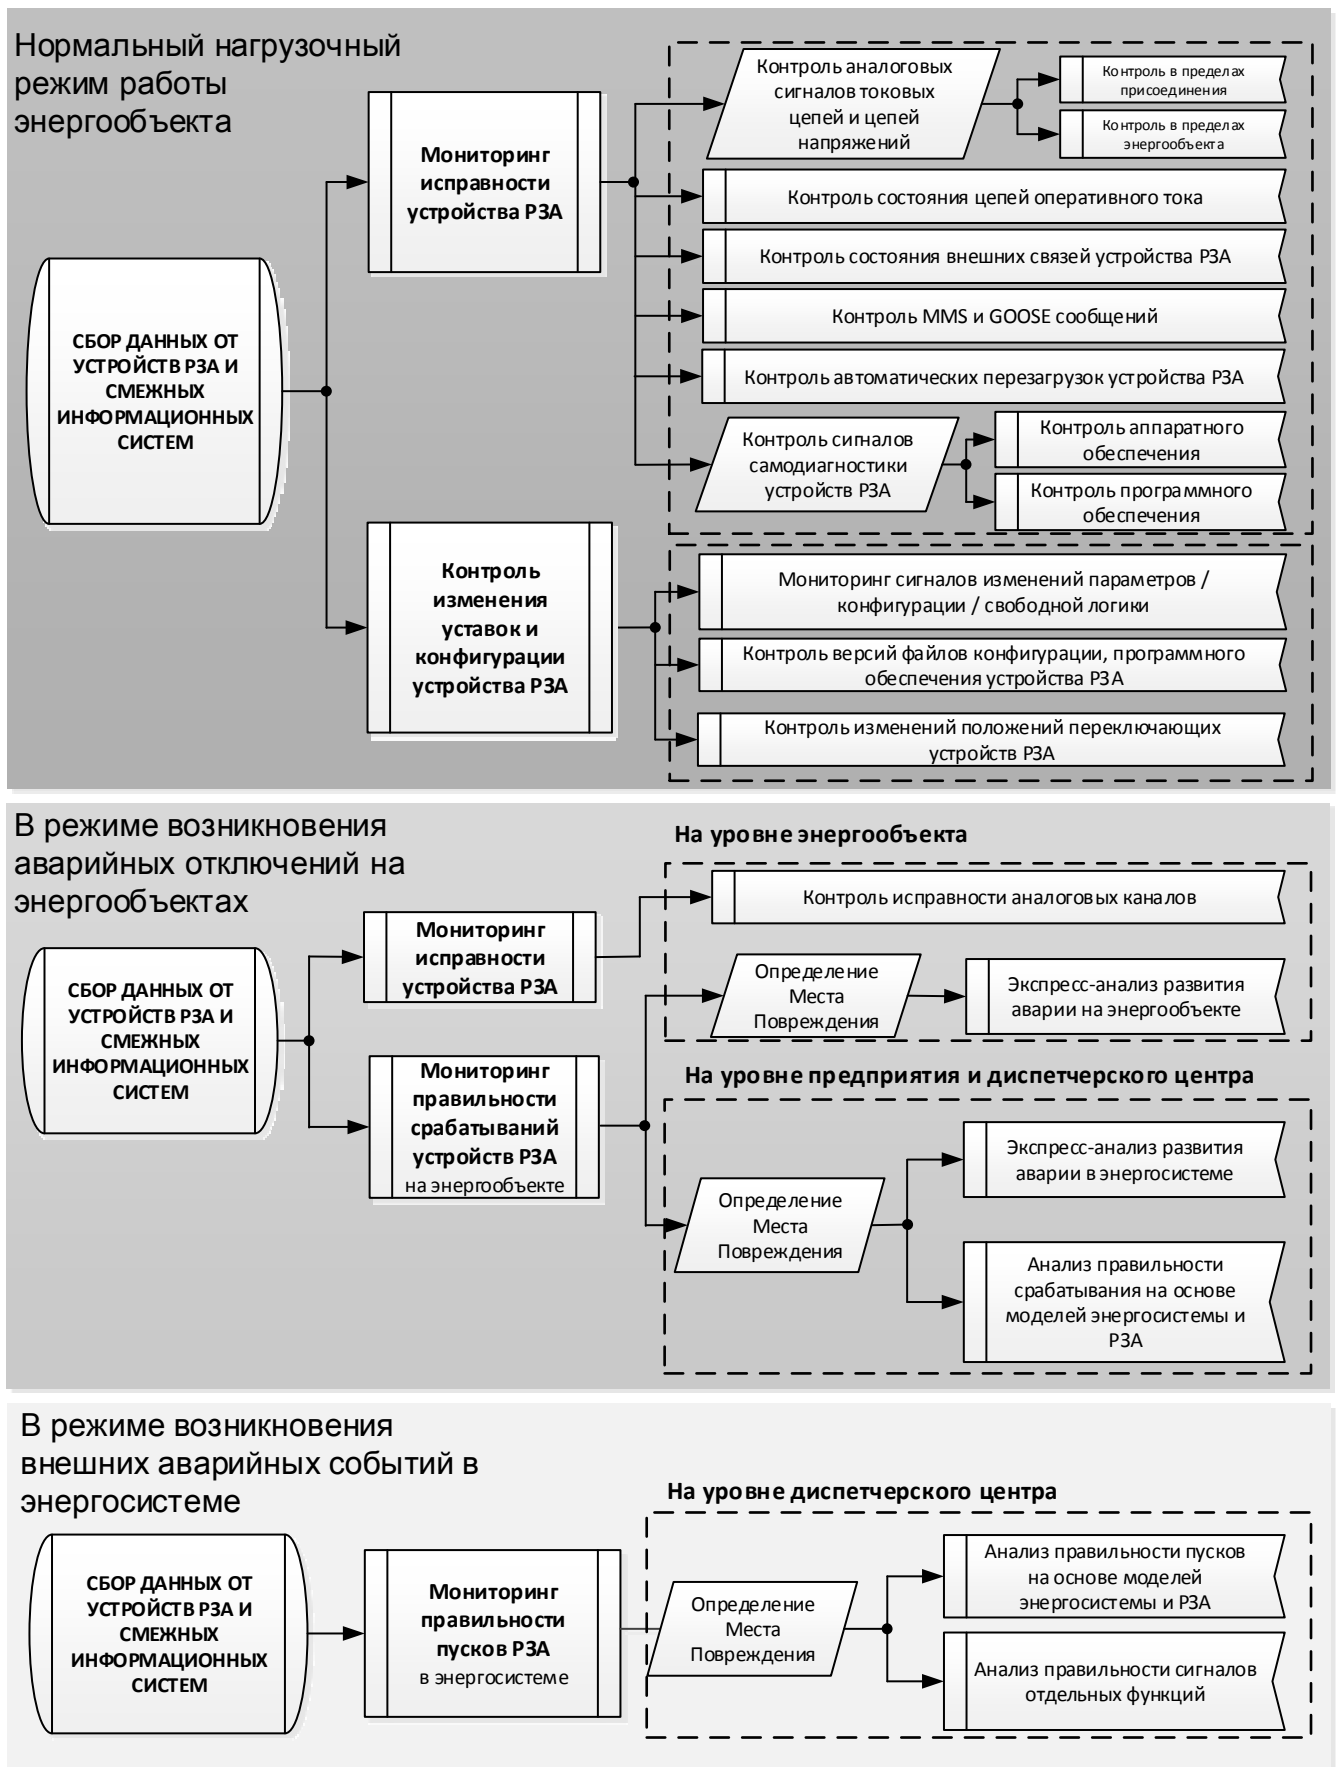 Нормальный нагрузочный
режим работы
энергообъекта
СБОР ДАННЫХ ОТ
УСТРОЙСТВ РЗА И
СМЕЖНЫХ
ИНФОРМАЦИОННЫХ
СИСТЕМ
Мониторинг
исправности
устройства РЗА
Контроль аналоговых
сигналов токовых
цепей и цепей
напряжений
Контроль в пределах
присоединения
Контроль в пределах
энергообъекта
Контроль состояния цепей оперативного тока
Контроль состояния внешних связей устройства РЗА
Контроль MMS и GOOSE сообщений
Контроль автоматических перезагрузок устройства РЗА
Контроль сигналов
самодиагностики
устройств РЗА
Контроль аппаратного
обеспечения
Контроль программного
обеспечения
Контроль
изменения
уставок и
конфигурации
устройства РЗА
Мониторинг сигналов изменений параметров /
конфигурации / свободной логики
Контроль версий файлов конфигурации, программного
обеспечения устройства РЗА
Контроль изменений положений переключающих
устройств РЗА
В режиме возникновения
аварийных отключений на
энергообъектах
СБОР ДАННЫХ ОТ
УСТРОЙСТВ РЗА И
СМЕЖНЫХ
ИНФОРМАЦИОННЫХ
СИСТЕМ
Мониторинг
исправности
устройства РЗА
Мониторинг
правильности
срабатываний
устройств РЗА
на энергообъекте
На уровне энергообъекта
Контроль исправности аналоговых каналов
Определение
Места
Повреждения
Экспресс-анализ развития
аварии на энергообъекте
На уровне предприятия и диспетчерского центра
Определение
Места
Повреждения
Экспресс-анализ развития
аварии в энергосистеме
Анализ правильности
срабатывания на основе
моделей энергосистемы и
РЗА
В режиме возникновения
внешних аварийных событий в
энергосистеме
СБОР ДАННЫХ ОТ
УСТРОЙСТВ РЗА И
СМЕЖНЫХ
ИНФОРМАЦИОННЫХ
СИСТЕМ
Мониторинг
правильности
пусков РЗА
в энергосистеме
На уровне диспетчерского центра
Определение
Места
Повреждения
Анализ правильности пусков
на основе моделей
энергосистемы и РЗА
Анализ правильности сигналов
отдельных функций